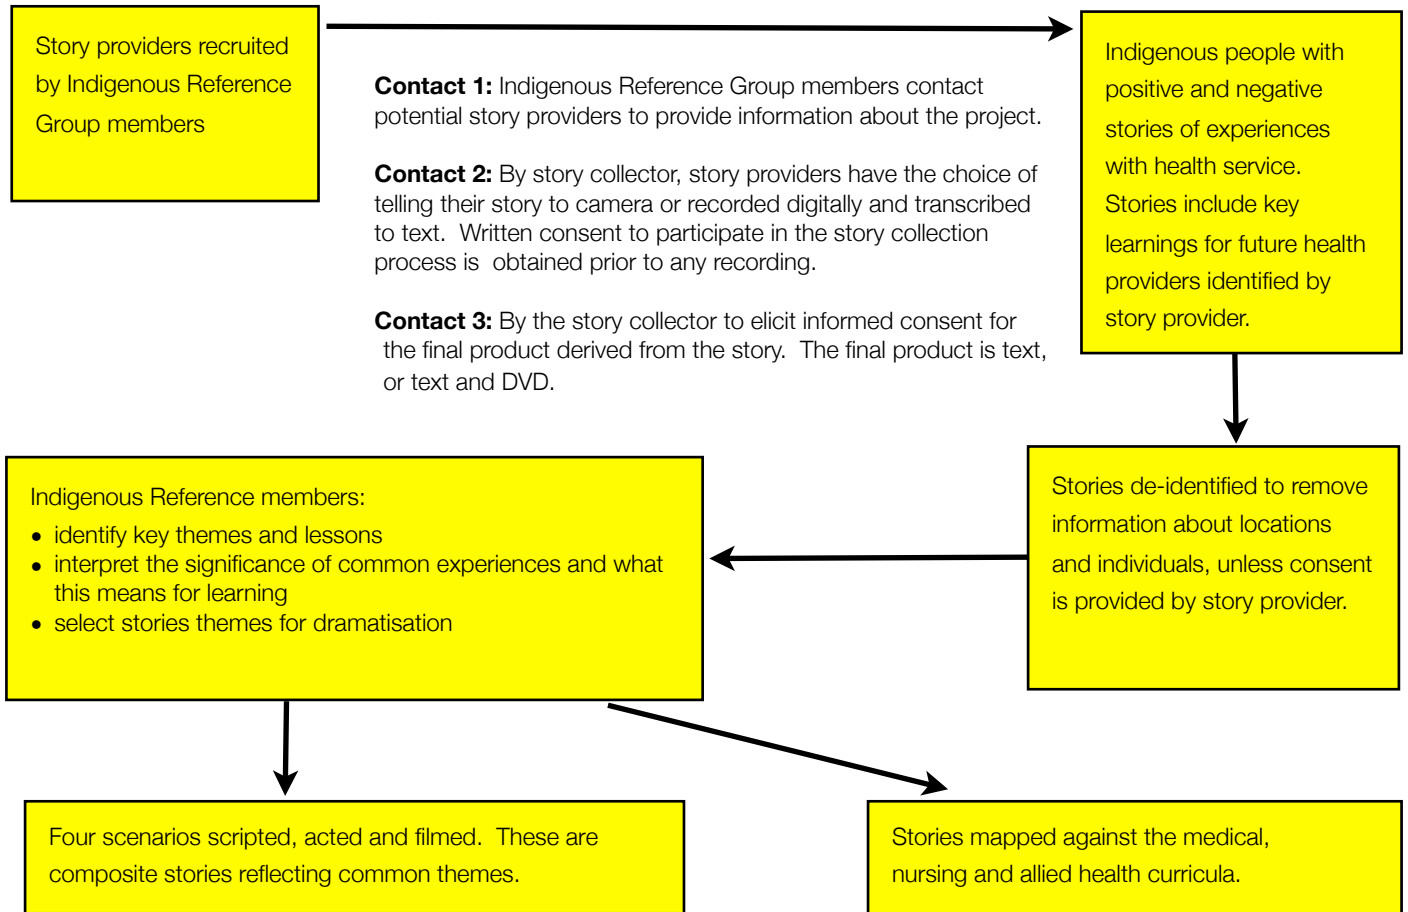 Story providers recruited
by Indigenous Reference
Group members
Contact 1: Indigenous Reference Group members contact
potential story providers to provide information about the project.
Contact 2: By story collector, story providers have the choice of
telling their story to camera or recorded digitally and transcribed
to text.  Written consent to participate in the story collection
process is  obtained prior to any recording.
Contact 3: By the story collector to elicit informed consent for
the final product derived from the story.  The final product is text,
or text and DVD.
Indigenous people with
positive and negative
stories of experiences
with health service.
Stories include key
learnings for future health
providers identified by
story provider.
Stories de-identified to remove
information about locations
and individuals, unless consent
is provided by story provider.
Indigenous Reference members:
• identify key themes and lessons
• interpret the significance of common experiences and what
this means for learning
• select stories themes for dramatisation
Four scenarios scripted, acted and filmed.  These are
composite stories reflecting common themes.
Stories mapped against the medical,
nursing and allied health curricula.